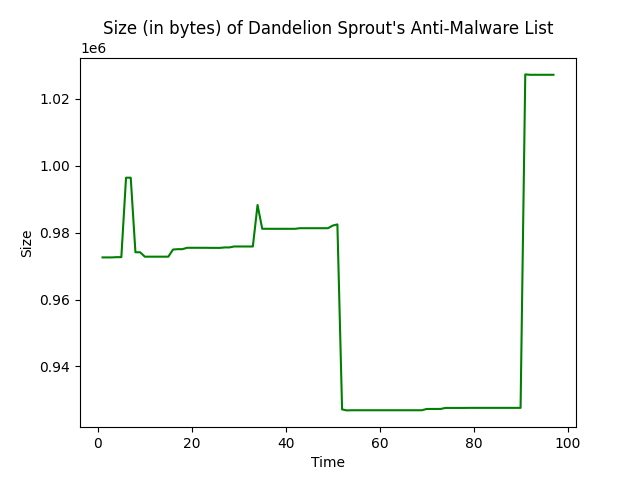 Size (in bytes) of Dandelion Sprout's Anti-Malware List
1e6
1.02
1.00
0.98
0.96
0.94
Size
0 20 40 60 80 100
Time